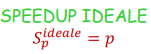 SPEEDUP IDEALE
S_p^{ideale} = p